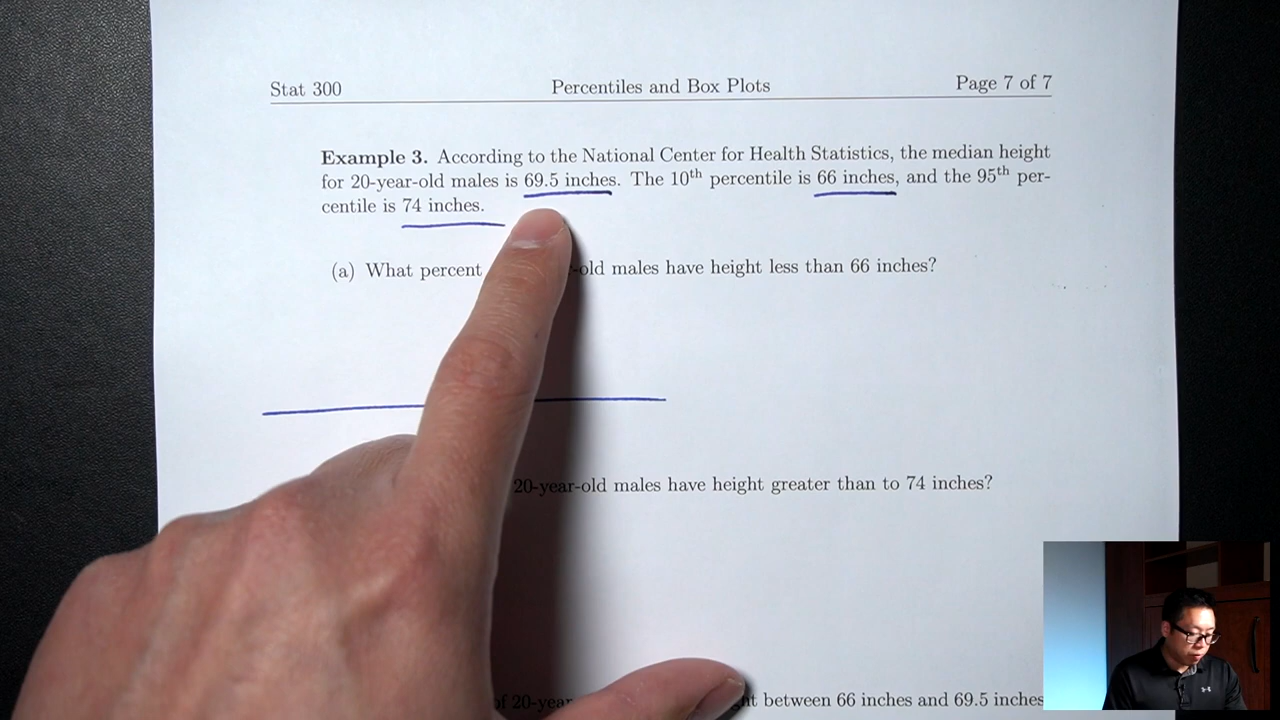 Stat 300 Percentiles and Box Plots Page 7 of 7
Example 3. According to the National Center for Health Statistics, the median height
for 20-year-old males is 69.5 inches. The 10th percentile is 66 inches, and the 95th per-
centile is 74 inches.
(a) What percent -old males have height less than 66 inches?
20-year-old males have height greater than to 74 inches?
of 20-year between 66 inches and 69.5 inches